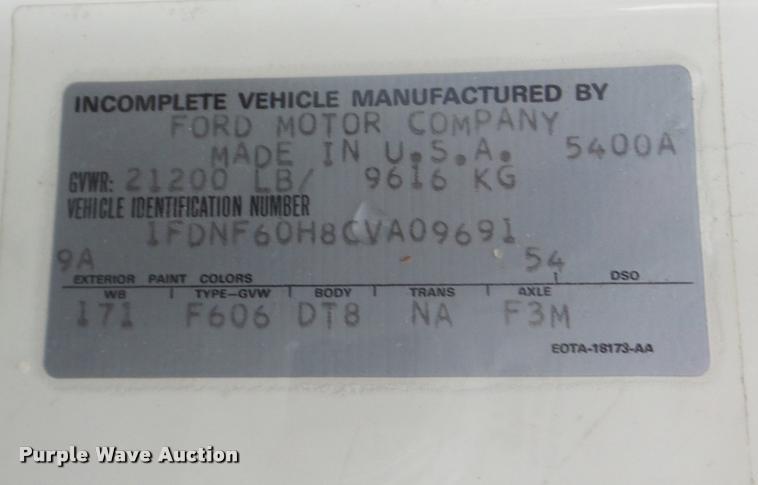 INCOMPLETE VEHICLE MANUFACTURED BY
FORD MOTOR COMPANY
MADE IN U.S.A. 5400A
GVWR: 21200 LB/ 9616 KG
VEHICLE IDENTIFICATION NUMBER
1FDNF60H8CVA09691
9A 54
EXTERIOR PAINT COLORS DSO
WB TYPE-GVW BODY TRANS AXLE
171 F606 DT8 NA F3M
EOTA-18173-AA
Purple Wave Auction